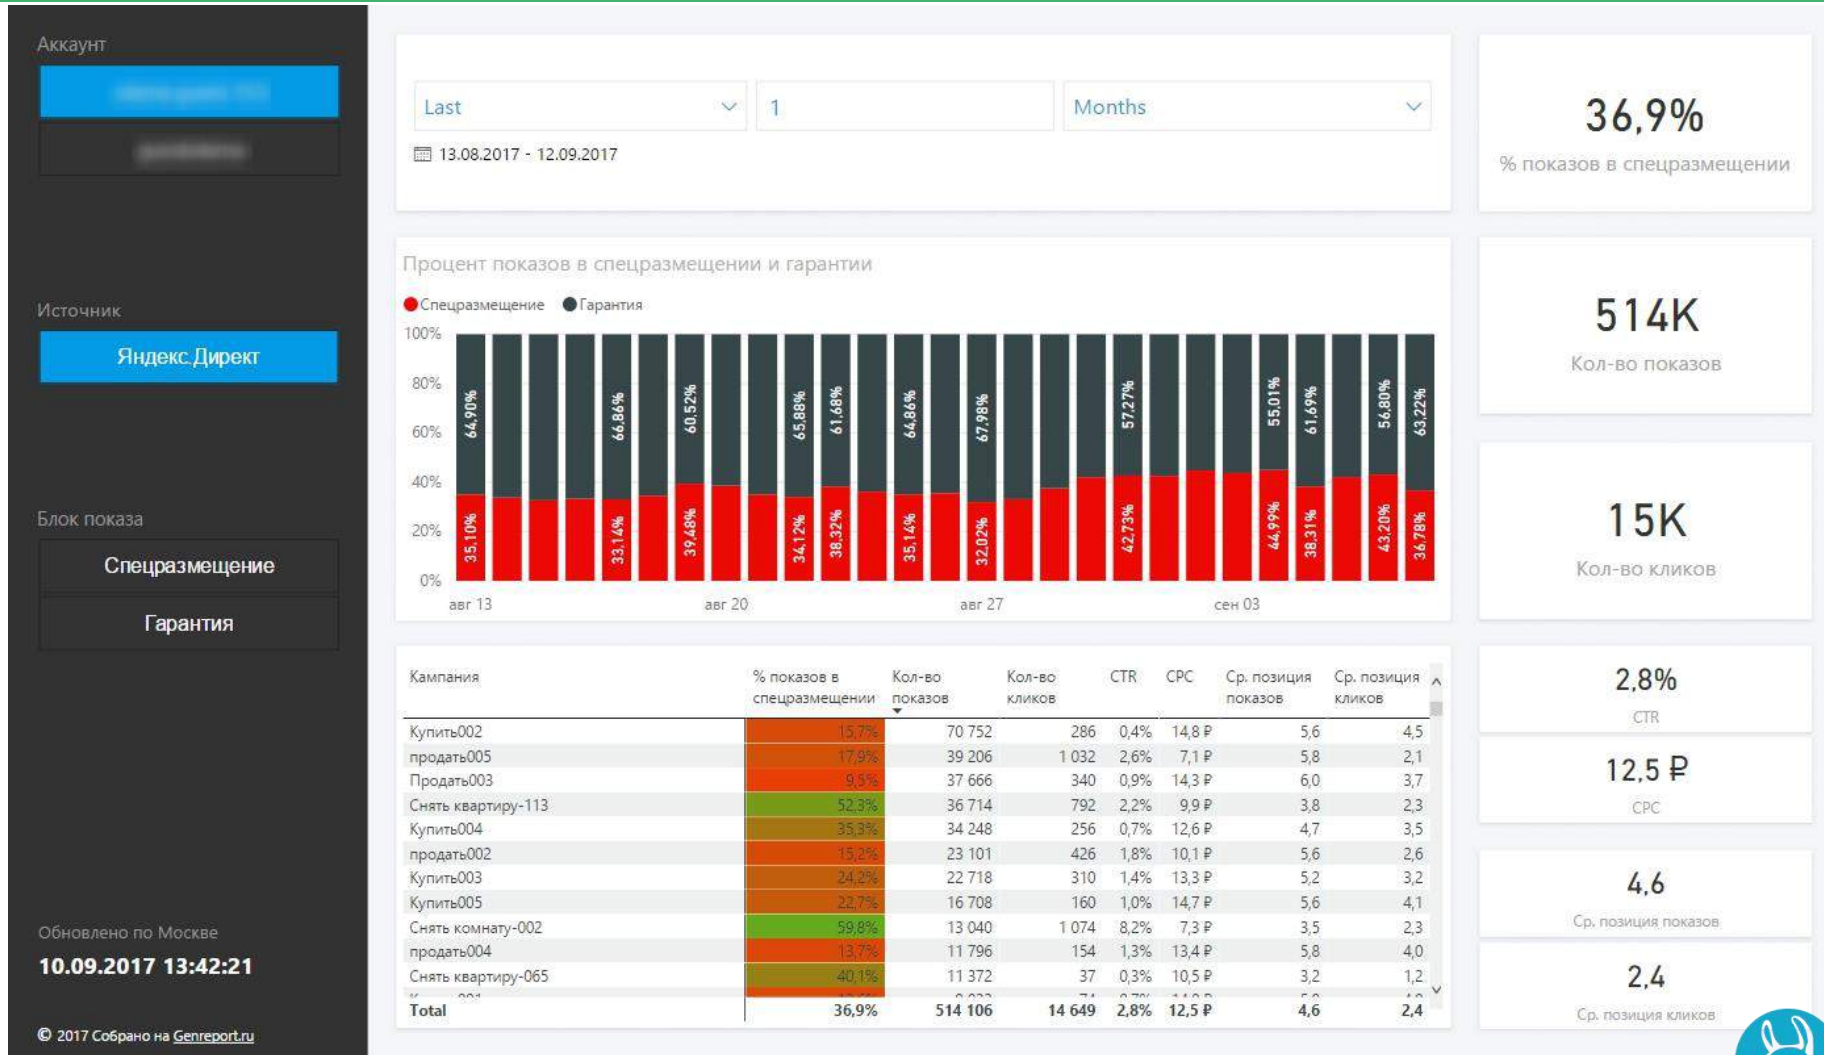 Аккаунт
Источник
Яндекс.Директ
Блок показа
Спецразмещение
Гарантия
Обновлено по Москве
10.09.2017 13:42:21
© 2017 Собрано на Genreport.ru
Last 1 Months
13.08.2017 - 12.09.2017
Процент показов в спецразмещении и гарантии
Спецразмещение Гарантия
100%
80%
60%
40%
20%
0%
64,90% 66,86% 60,52% 65,88% 61,68% 64,86% 67,98% 57,27% 55,01% 61,69% 56,80% 63,22%
35,10% 33,14% 39,48% 34,12% 38,32% 35,14% 32,02% 42,73% 44,99% 38,31% 43,20% 36,78%
авг 13 авг 20 авг 27 сен 03
Кампания % показов в Кол-во Кол-во CTR CPC Ср. позиция Ср. позиция
спецразмещении показов кликов показов кликов
Купить002 15,7% 70 752 286 0,4% 14,8 ₽ 5,6 4,5
продать005 17,9% 39 206 1 032 2,6% 7,1 ₽ 5,8 2,1
Продать003 9,5% 37 666 340 0,9% 14,3 ₽ 6,0 3,7
Снять квартиру-113 52,3% 36 714 792 2,2% 9,9 ₽ 3,8 2,3
Купить004 35,3% 34 248 256 0,7% 12,6 ₽ 4,7 3,5
продать002 15,2% 23 101 426 1,8% 10,1 ₽ 5,6 2,6
Купить003 24,2% 22 718 310 1,4% 13,3 ₽ 5,2 3,2
Купить005 22,7% 16 708 160 1,0% 14,7 ₽ 5,6 4,1
Снять комнату-002 59,8% 13 040 1 074 8,2% 7,3 ₽ 3,5 2,3
продать004 13,7% 11 796 154 1,3% 13,4 ₽ 5,8 4,0
Снять квартиру-065 40,1% 11 372 37 0,3% 10,5 ₽ 3,2 1,2
Total 36,9% 514 106 14 649 2,8% 12,5 ₽ 4,6 2,4
36,9%
% показов в спецразмещении
514K
Кол-во показов
15K
Кол-во кликов
2,8%
CTR
12,5 ₽
CPC
4,6
Ср. позиция показов
2,4
Ср. позиция кликов